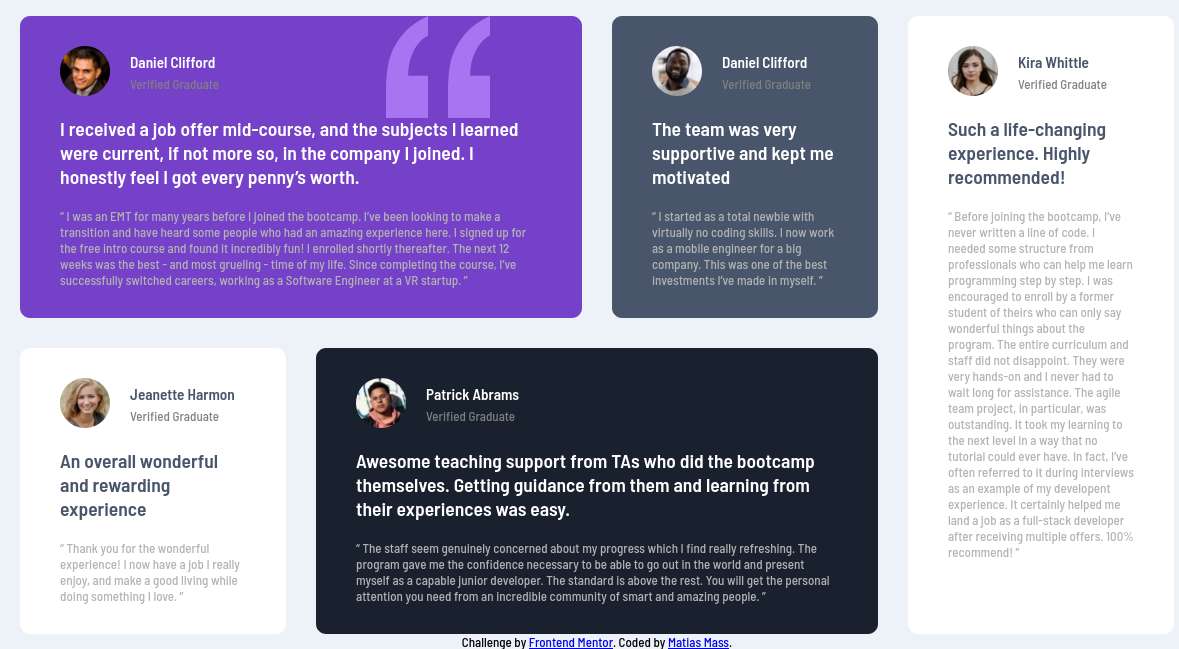 Daniel Clifford
Verified Graduate
I received a job offer mid-course, and the subjects I learned
were current, if not more so, in the company I joined. I
honestly feel I got every penny’s worth.
“ I was an EMT for many years before I joined the bootcamp. I’ve been looking to make a
transition and have heard some people who had an amazing experience here. I signed up for
the free intro course and found it incredibly fun! I enrolled shortly thereafter. The next 12
weeks was the best - and most grueling - time of my life. Since completing the course, I’ve
successfully switched careers, working as a Software Engineer at a VR startup. ”
Daniel Clifford
Verified Graduate
The team was very
supportive and kept me
motivated
“ I started as a total newbie with
virtually no coding skills. I now work
as a mobile engineer for a big
company. This was one of the best
investments I’ve made in myself. ”
Kira Whittle
Verified Graduate
Such a life-changing
experience. Highly
recommended!
“ Before joining the bootcamp, I’ve
never written a line of code. I
needed some structure from
professionals who can help me learn
programming step by step. I was
encouraged to enroll by a former
student of theirs who can only say
wonderful things about the
program. The entire curriculum and
staff did not disappoint. They were
very hands-on and I never had to
wait long for assistance. The agile
team project, in particular, was
outstanding. It took my learning to
the next level in a way that no
tutorial could ever have. In fact, I’ve
often referred to it during interviews
as an example of my developent
experience. It certainly helped me
land a job as a full-stack developer
after receiving multiple offers. 100%
recommend! ”
Jeanette Harmon
Verified Graduate
An overall wonderful
and rewarding
experience
“ Thank you for the wonderful
experience! I now have a job I really
enjoy, and make a good living while
doing something I love. ”
Patrick Abrams
Verified Graduate
Awesome teaching support from TAs who did the bootcamp
themselves. Getting guidance from them and learning from
their experiences was easy.
“ The staff seem genuinely concerned about my progress which I find really refreshing. The
program gave me the confidence necessary to be able to go out in the world and present
myself as a capable junior developer. The standard is above the rest. You will get the personal
attention you need from an incredible community of smart and amazing people. ”
Challenge by Frontend Mentor. Coded by Matias Mass.